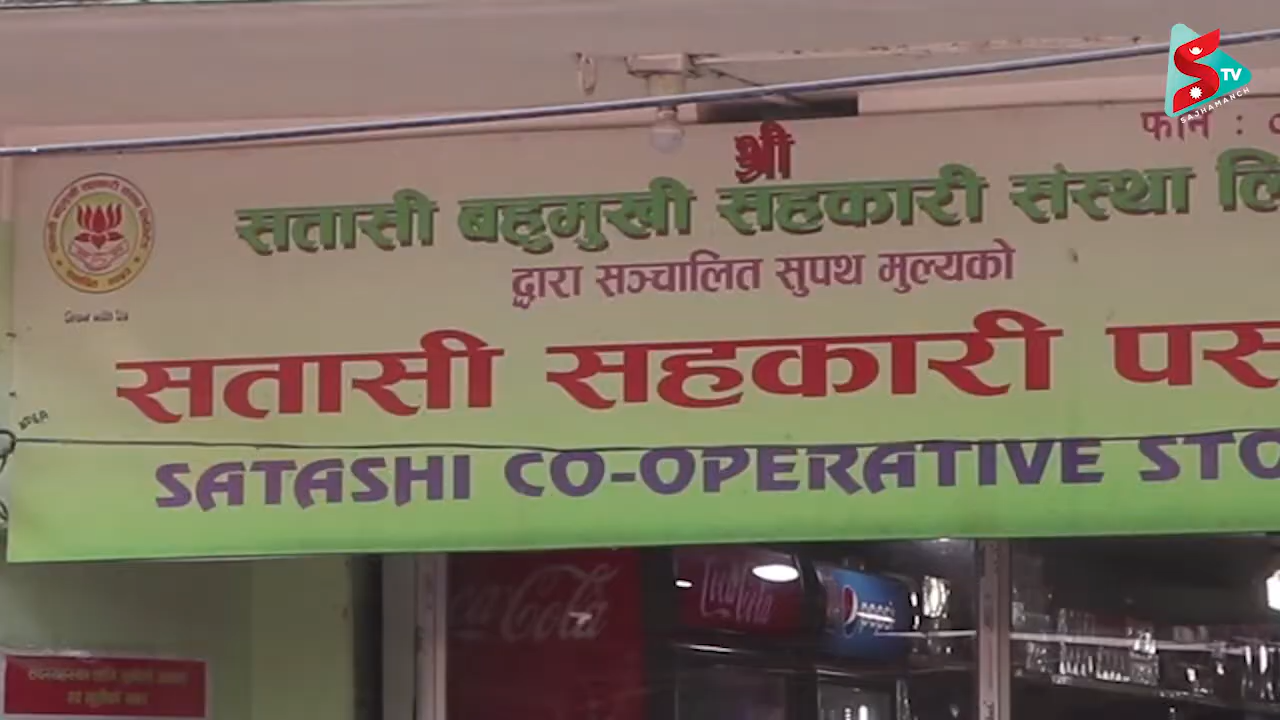 S TV
SAJHAMANCH
फोन :
श्री
सतासी बहुमुखी सहकारी संस्था लि
द्वारा सञ्चालित सुपथ मुल्यको
सतासी सहकारी पस
SATASHI CO-OPERATIVE STO
Coca-Cola
Coca-Cola
pepsi